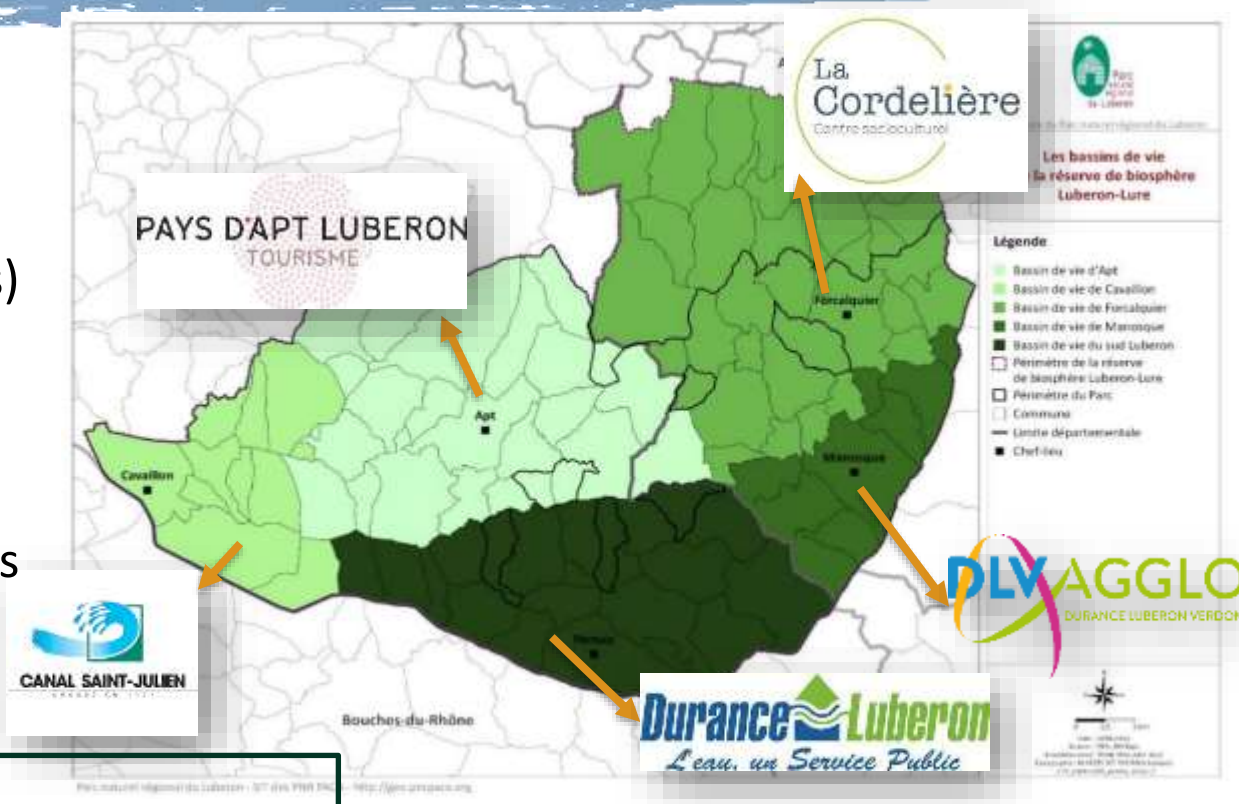 La
Cordelière
Centre socioculturel
PAYS D'APT LUBERON
TOURISME
s)
s
Les bassins de vie
la réserve de biosphère
Luberon-Lure
Légende
Bassin de vie d'Apt
Bassin de vie de Cavaillon
Bassin de vie de Forcalquier
Bassin de vie de Manosque
Bassin de vie du sud Luberon
Périmètre de la réserve
de biosphère Luberon-Lure
Périmètre du Parc
Commune
Limite départementale
Chef-lieu
Forcalquier
Apt
Cavaillon
Manosque
CANAL SAINT-JULIEN
DLVAGGLO
DURANCE LUBERON VERDON
Durance Luberon
L'eau, un Service Public
Bouches-du-Rhône